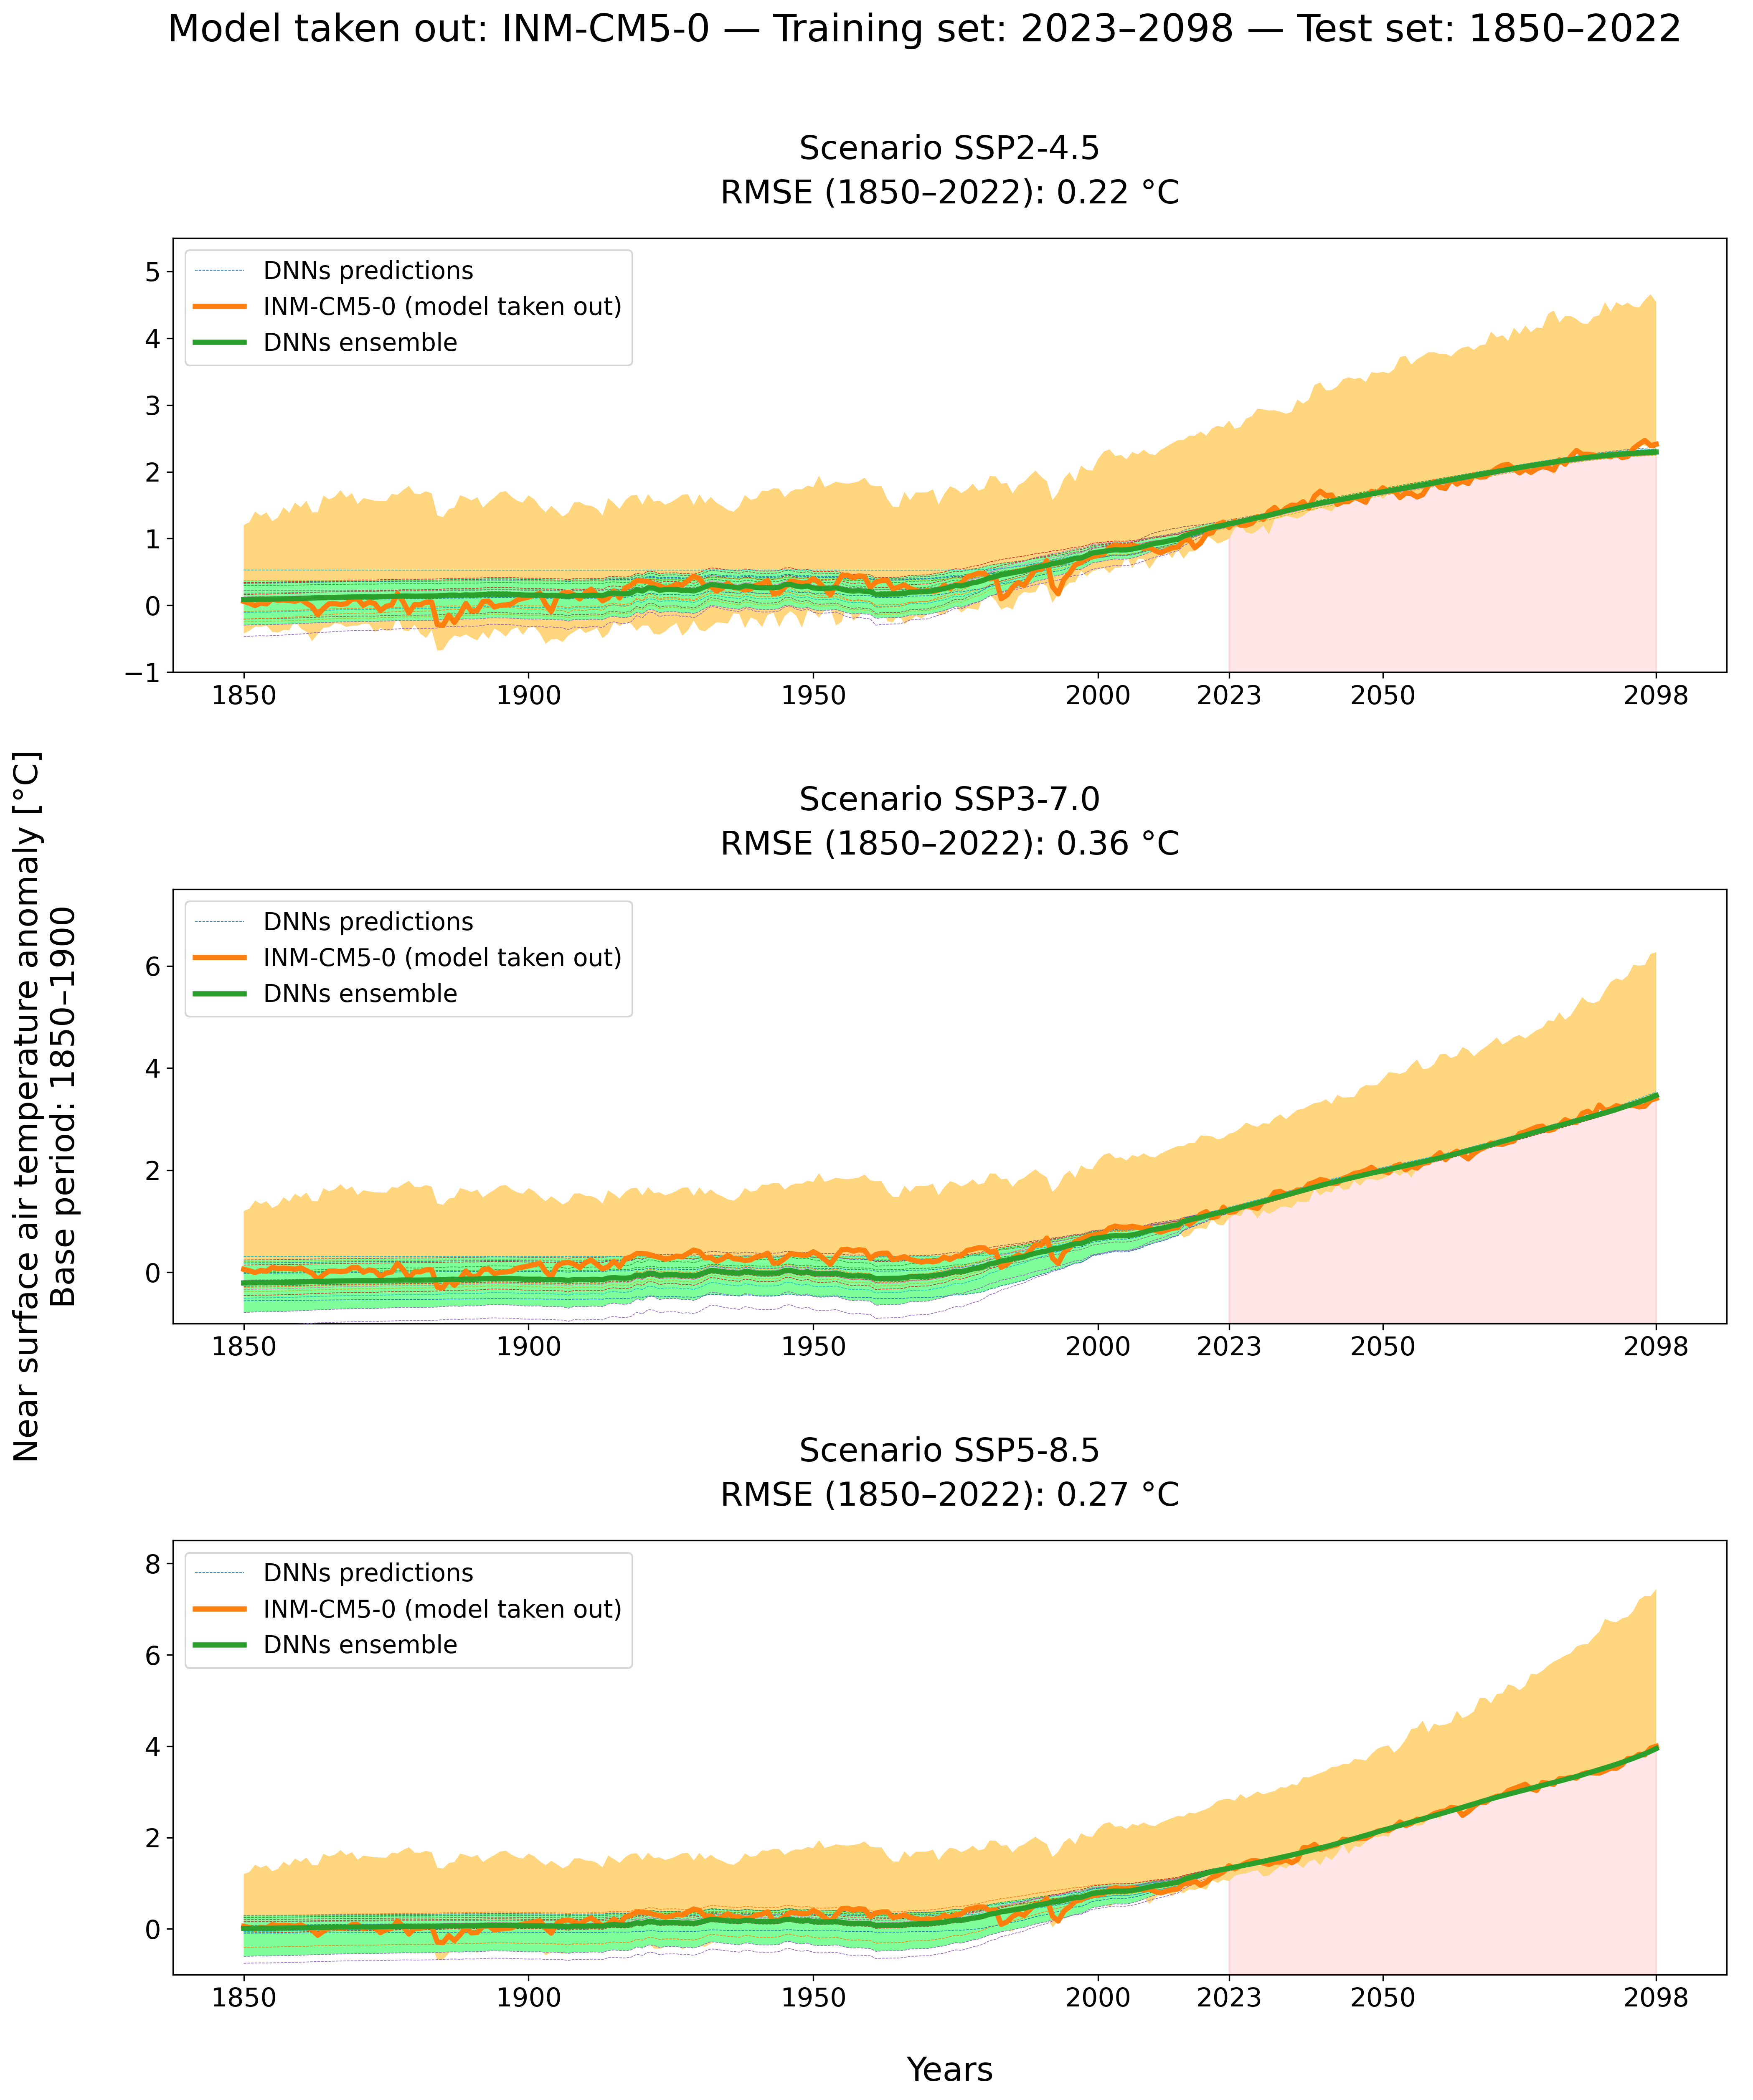 Model taken out: INM-CM5-0 — Training set: 2023–2098 — Test set: 1850–2022
Near surface air temperature anomaly [°C]
Base period: 1850–1900
Scenario SSP2-4.5
RMSE (1850–2022): 0.22 °C
DNNs predictions
INM-CM5-0 (model taken out)
DNNs ensemble
5
4
3
2
1
0
−1
1850 1900 1950 2000 2023 2050 2098
Scenario SSP3-7.0
RMSE (1850–2022): 0.36 °C
DNNs predictions
INM-CM5-0 (model taken out)
DNNs ensemble
6
4
2
0
1850 1900 1950 2000 2023 2050 2098
Scenario SSP5-8.5
RMSE (1850–2022): 0.27 °C
DNNs predictions
INM-CM5-0 (model taken out)
DNNs ensemble
8
6
4
2
0
1850 1900 1950 2000 2023 2050 2098
Years